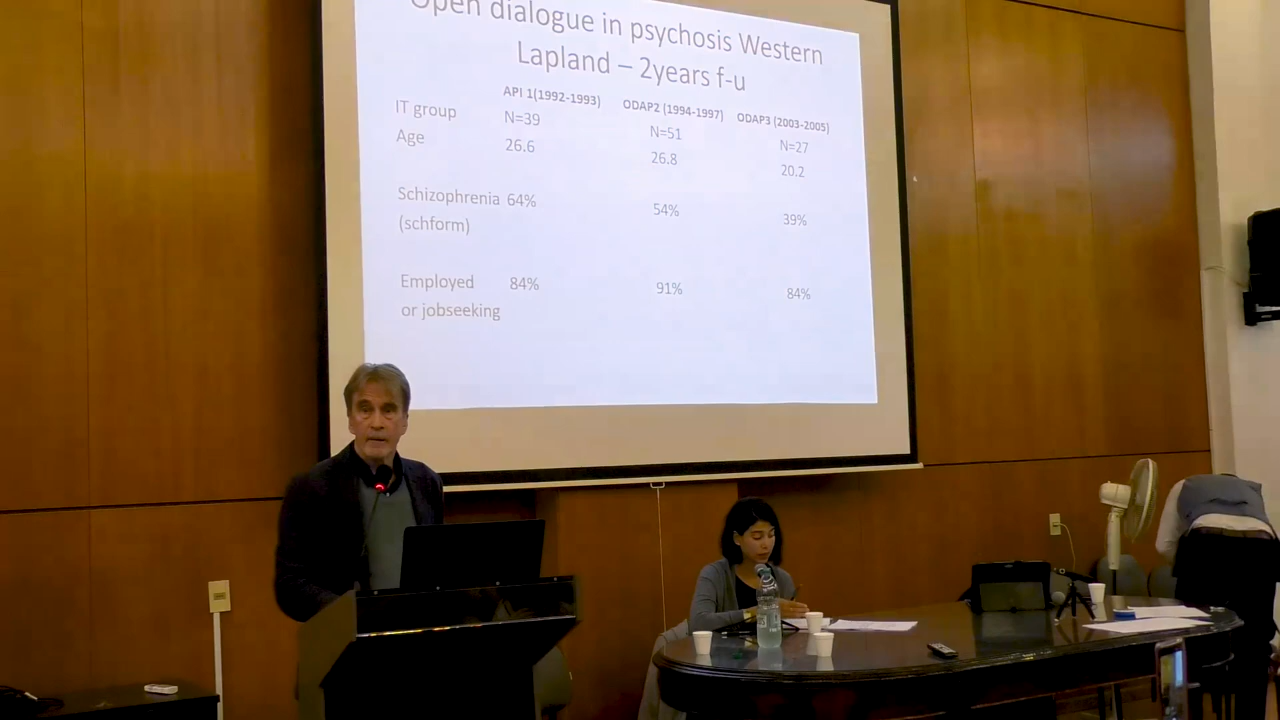 Open dialogue in psychosis Western
Lapland – 2years f-u
API 1(1992-1993) ODAP2 (1994-1997) ODAP3 (2003-2005)
IT group N=39 N=51 N=27
Age 26.6 26.8 20.2
Schizophrenia 64% 54% 39%
(schform)
Employed 84% 91% 84%
or jobseeking